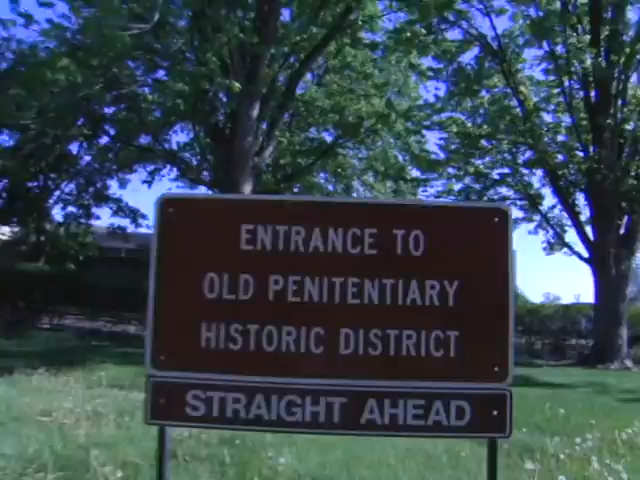 ENTRANCE TO
OLD PENITENTIARY
HISTORIC DISTRICT
STRAIGHT AHEAD